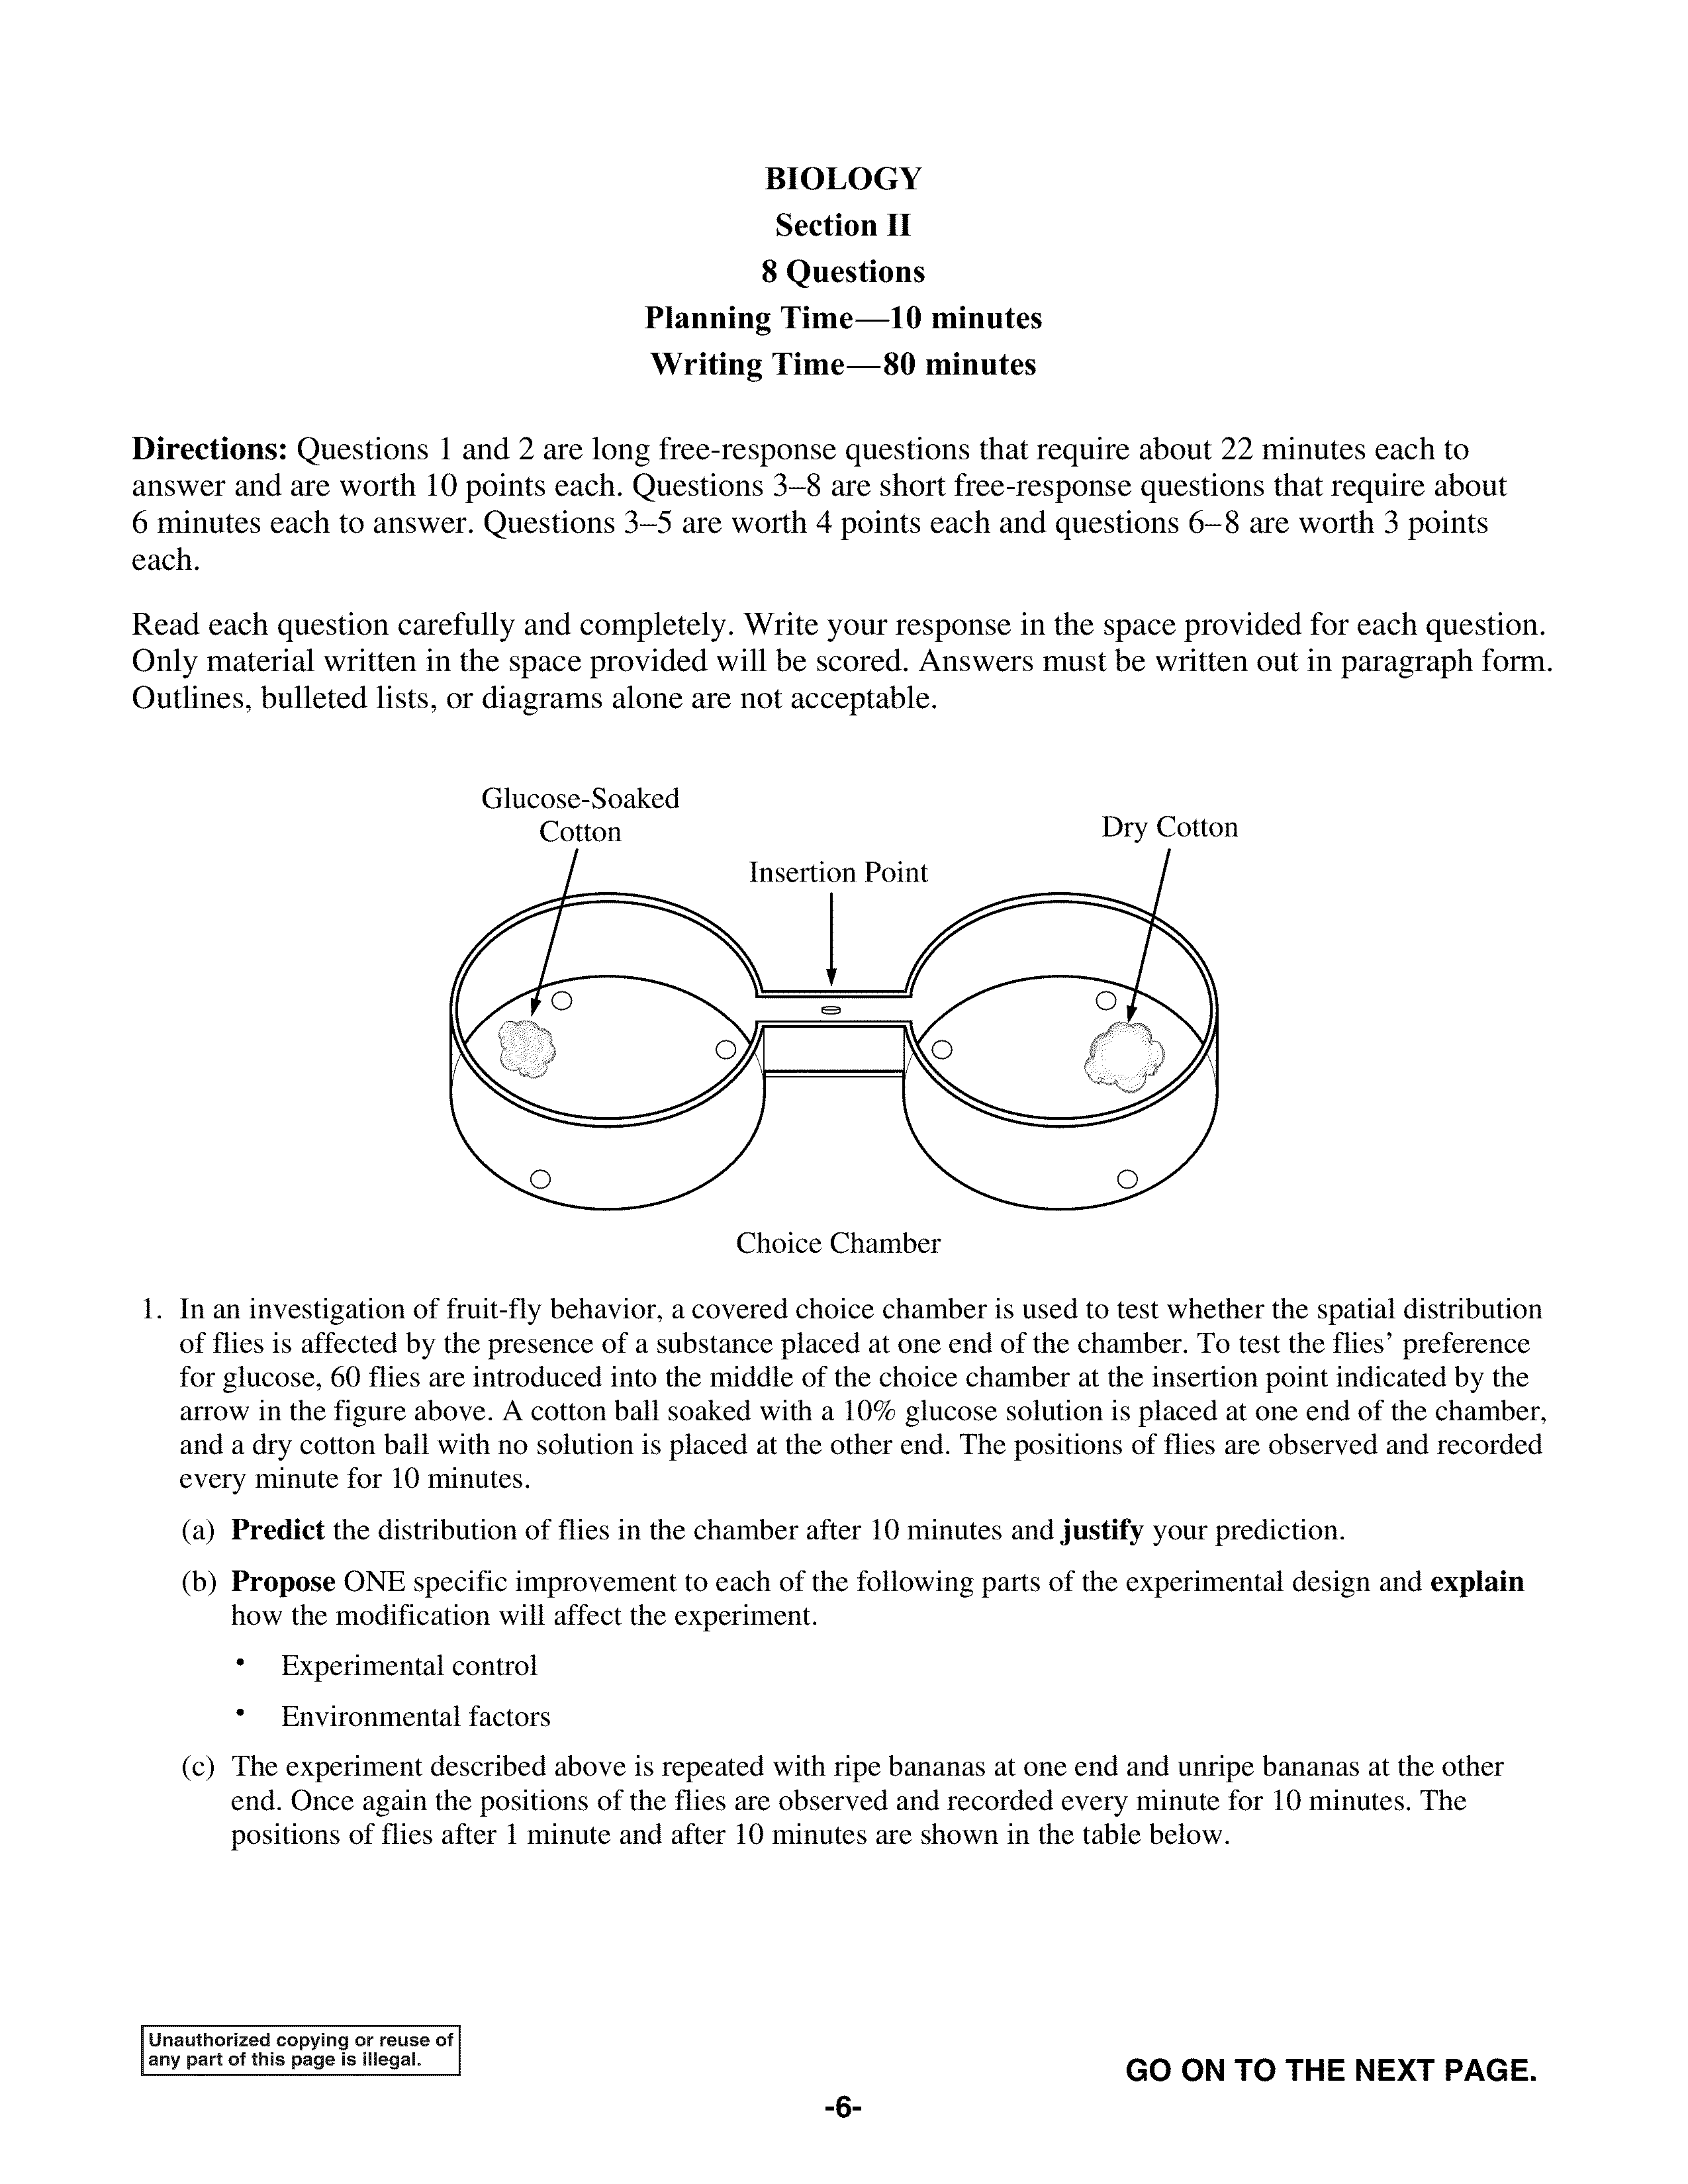 BIOLOGY
Section II
8 Questions
Planning Time—10 minutes
Writing Time—80 minutes
Directions: Questions 1 and 2 are long free-response questions that require about 22 minutes each to
answer and are worth 10 points each. Questions 3–5 are short free-response questions that require about
6 minutes each to answer. Questions 3–5 are worth 4 points each and questions 6–8 are worth 3 points
each.
Read each question carefully and completely. Write your response in the space provided for each question.
Only material written in the space provided will be scored. Answers must be written out in paragraph form.
Outlines, bulleted lists, or diagrams alone are not acceptable.
Glucose-Soaked
Cotton
Dry Cotton
Insertion Point
Choice Chamber
1. In an investigation of fruit-fly behavior, a covered choice chamber is used to test whether the spatial distribution
of flies is affected by the presence of a substance placed at one end of the chamber. To test the flies’ preference
for glucose, 60 flies are introduced into the middle of the choice chamber at the insertion point indicated by the
arrow in the figure above. A cotton ball soaked with a 10% glucose solution is placed at one end of the chamber,
and a dry cotton ball with no solution is placed at the other end. The positions of flies are observed and recorded
every minute for 10 minutes.
(a) Predict the distribution of flies in the chamber after 10 minutes and justify your prediction.
(b) Propose ONE specific improvement to each of the following parts of the experimental design and explain
how the modification will affect the experiment.
• Experimental control
• Environmental factors
(c) The experiment described above is repeated with ripe bananas at one end and unripe bananas at the other
end. Once again the positions of the flies are observed and recorded every minute for 10 minutes. The
positions of flies after 1 minute and after 10 minutes are shown in the table below.
Unauthorized copying or reuse of
any part of this page is illegal.
GO ON TO THE NEXT PAGE.
-6-